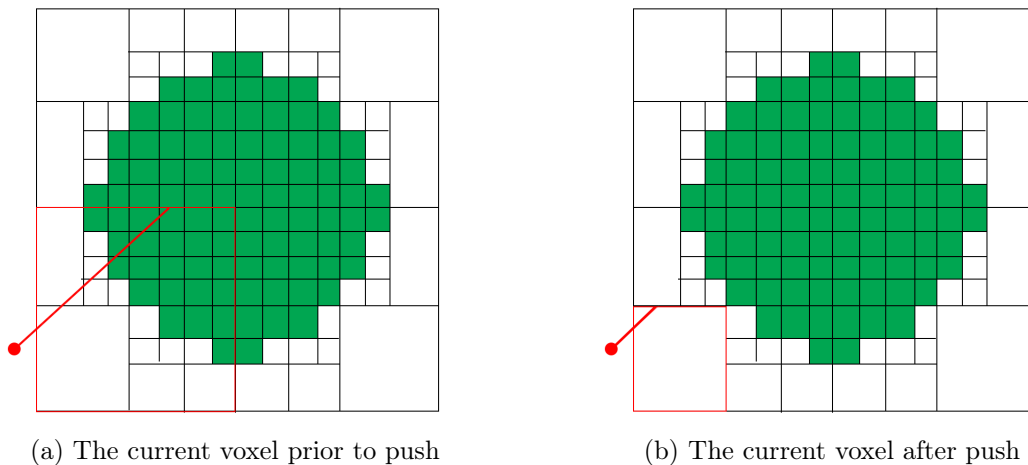 (a) The current voxel prior to push
(b) The current voxel after push